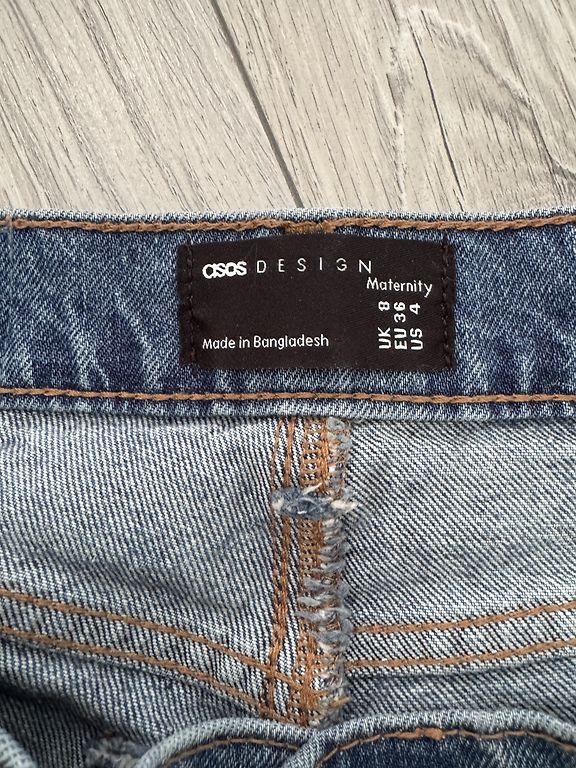 asos DESIGN
Maternity
UK 8
EU 36
US 4
Made in Bangladesh